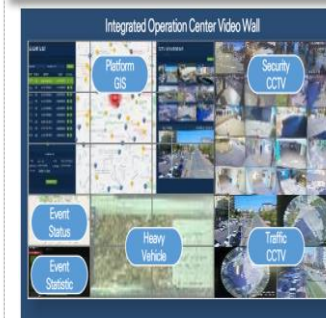 Integrated Operation Center Video Wall
Platform
GIS
Security
CCTV
Event
Status
Heavy
Vehicle
Traffic
CCTV
Event
Statistic